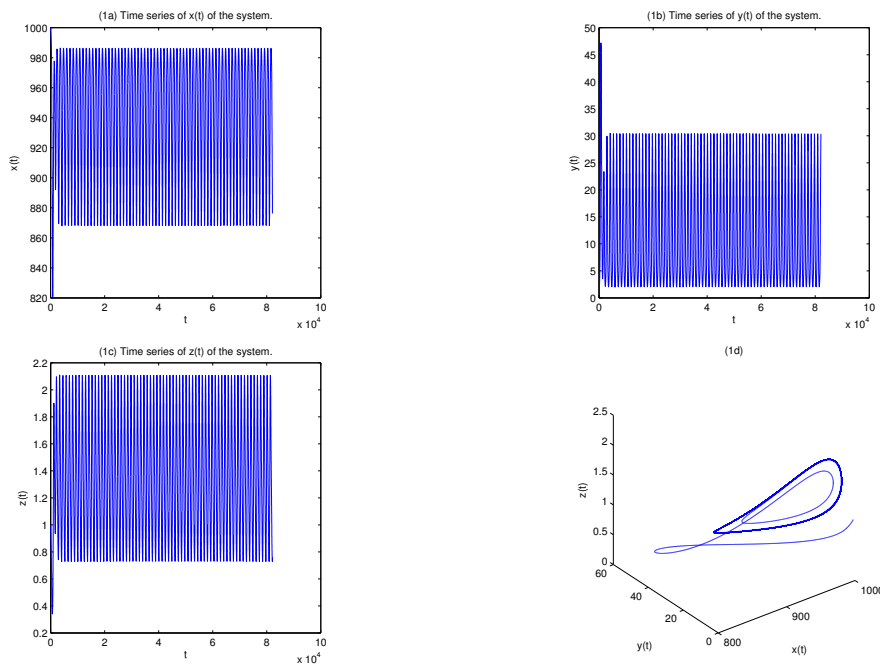 (1a) Time series of x(t) of the system.
1000
980
960
940
920
900
880
860
840
820
x(t)
0 2 4 6 8 10
t
x 10^4
(1b) Time series of y(t) of the system.
50
45
40
35
30
25
20
15
10
5
0
y(t)
0 2 4 6 8 10
t
x 10^4
(1c) Time series of z(t) of the system.
2.2
2
1.8
1.6
1.4
1.2
1
0.8
0.6
0.4
0.2
z(t)
0 2 4 6 8 10
t
x 10^4
(1d)
2.5
2
1.5
1
0.5
0
z(t)
60
40
20
0
y(t)
800
900
1000
x(t)